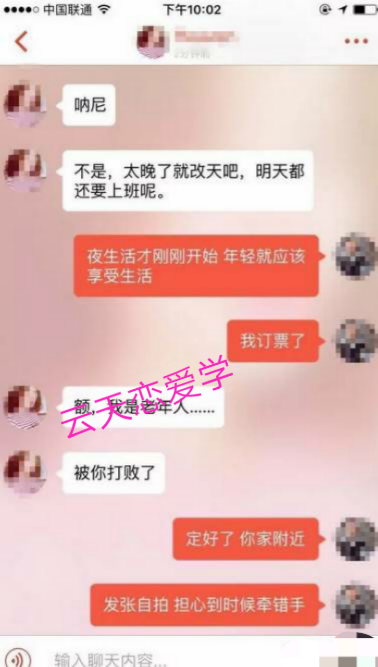 中国联通
下午10:02
呐尼
不是，太晚了就改天吧，明天都
还要上班呢。
夜生活才刚刚开始 年轻就应该
享受生活
我订票了
额，我是老年人......
云天恋爱学
被你打败了
定好了 你家附近
发张自拍 担心到时候牵错手
输入聊天内容...